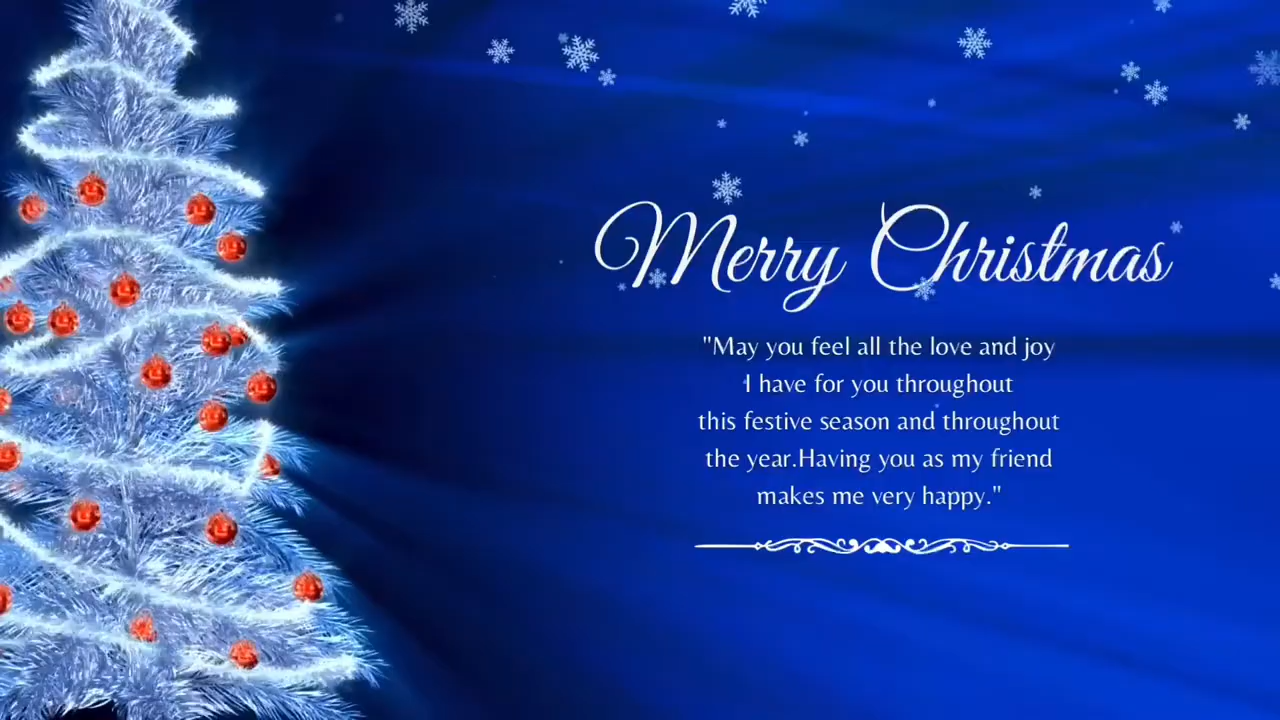 Merry Christmas
"May you feel all the love and joy
I have for you throughout
this festive season and throughout
the year.Having you as my friend
makes me very happy."